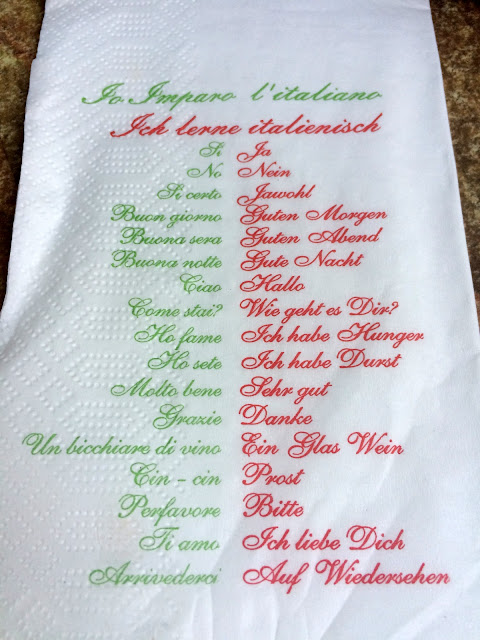 Io Imparo l'italiano
Ich lerne italienisch
Si Ja
No Nein
Si certo Jawohl
Buon giorno Guten Morgen
Buona sera Guten Abend
Buona notte Gute Nacht
Ciao Hallo
Come stai? Wie geht es Dir?
Ho fame Ich habe Hunger
Ho sete Ich habe Durst
Molto bene Sehr gut
Grazie Danke
Un bicchiare di vino Ein Glas Wein
Cin - cin Prost
Perfavore Bitte
Ti amo Ich liebe Dich
Arrivederci Auf Wiedersehen